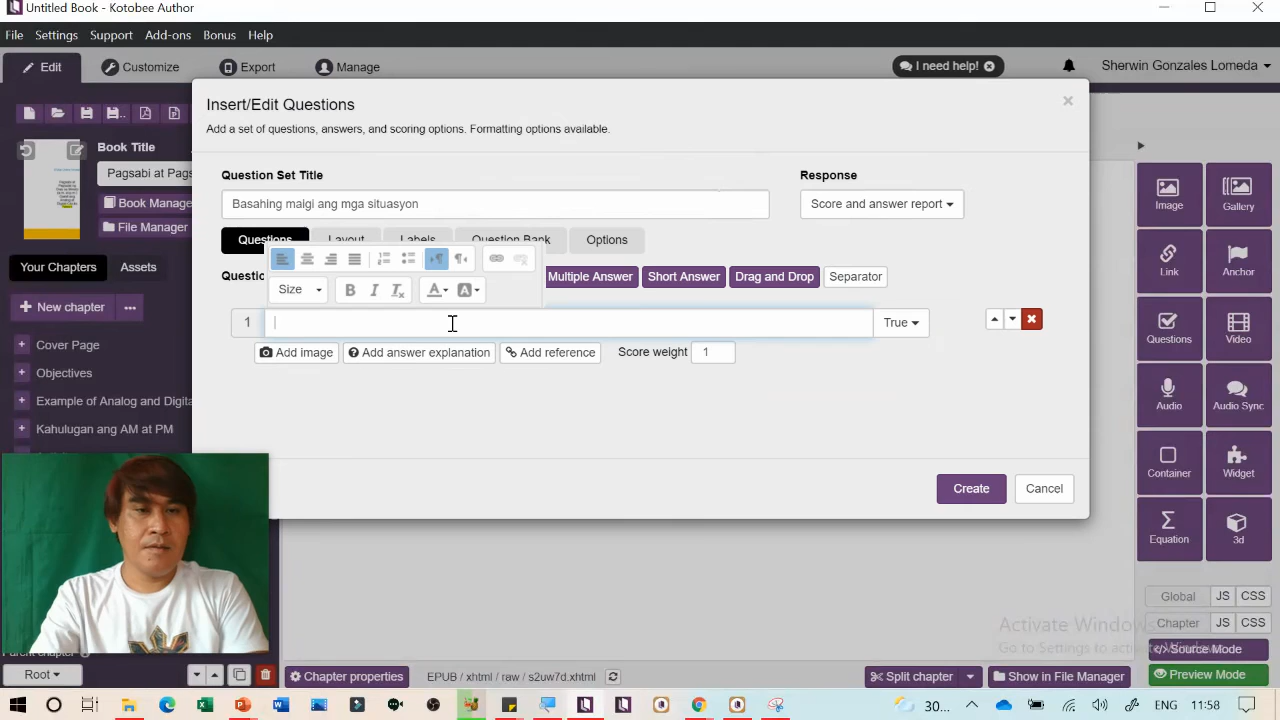 Untitled Book - Kotobee Author
File Settings Support Add-ons Bonus Help
Edit Customize Export Manage I need help! Sherwin Gonzales Lomeda
Insert/Edit Questions
Add a set of questions, answers, and scoring options. Formatting options available.
Book Title
Pagsabi at Pags
Book Manage
File Manager
Your Chapters Assets
New chapter
Cover Page
Objectives
Example of Analog and Digita
Kahulugan ang AM at PM
Root
Question Set Title Response
Basahing maigi ang mga situasyon Score and answer report
Questions Layout Labels Question Bank Options
Questio Multiple Answer Short Answer Drag and Drop Separator
Size B I Tx A A
1 True
Add image Add answer explanation Add reference Score weight 1
Create Cancel
Image Gallery
Link Anchor
Questions Video
Audio Audio Sync
Container Widget
Equation 3d
Global JS CSS
Chapter JS CSS
Activate Windows
Go to Settings to activate Windows.
Source Mode
Preview Mode
Chapter properties EPUB / xhtml / raw / s2uw7d.xhtml Split chapter Show in File Manager
30... ENG 11:58